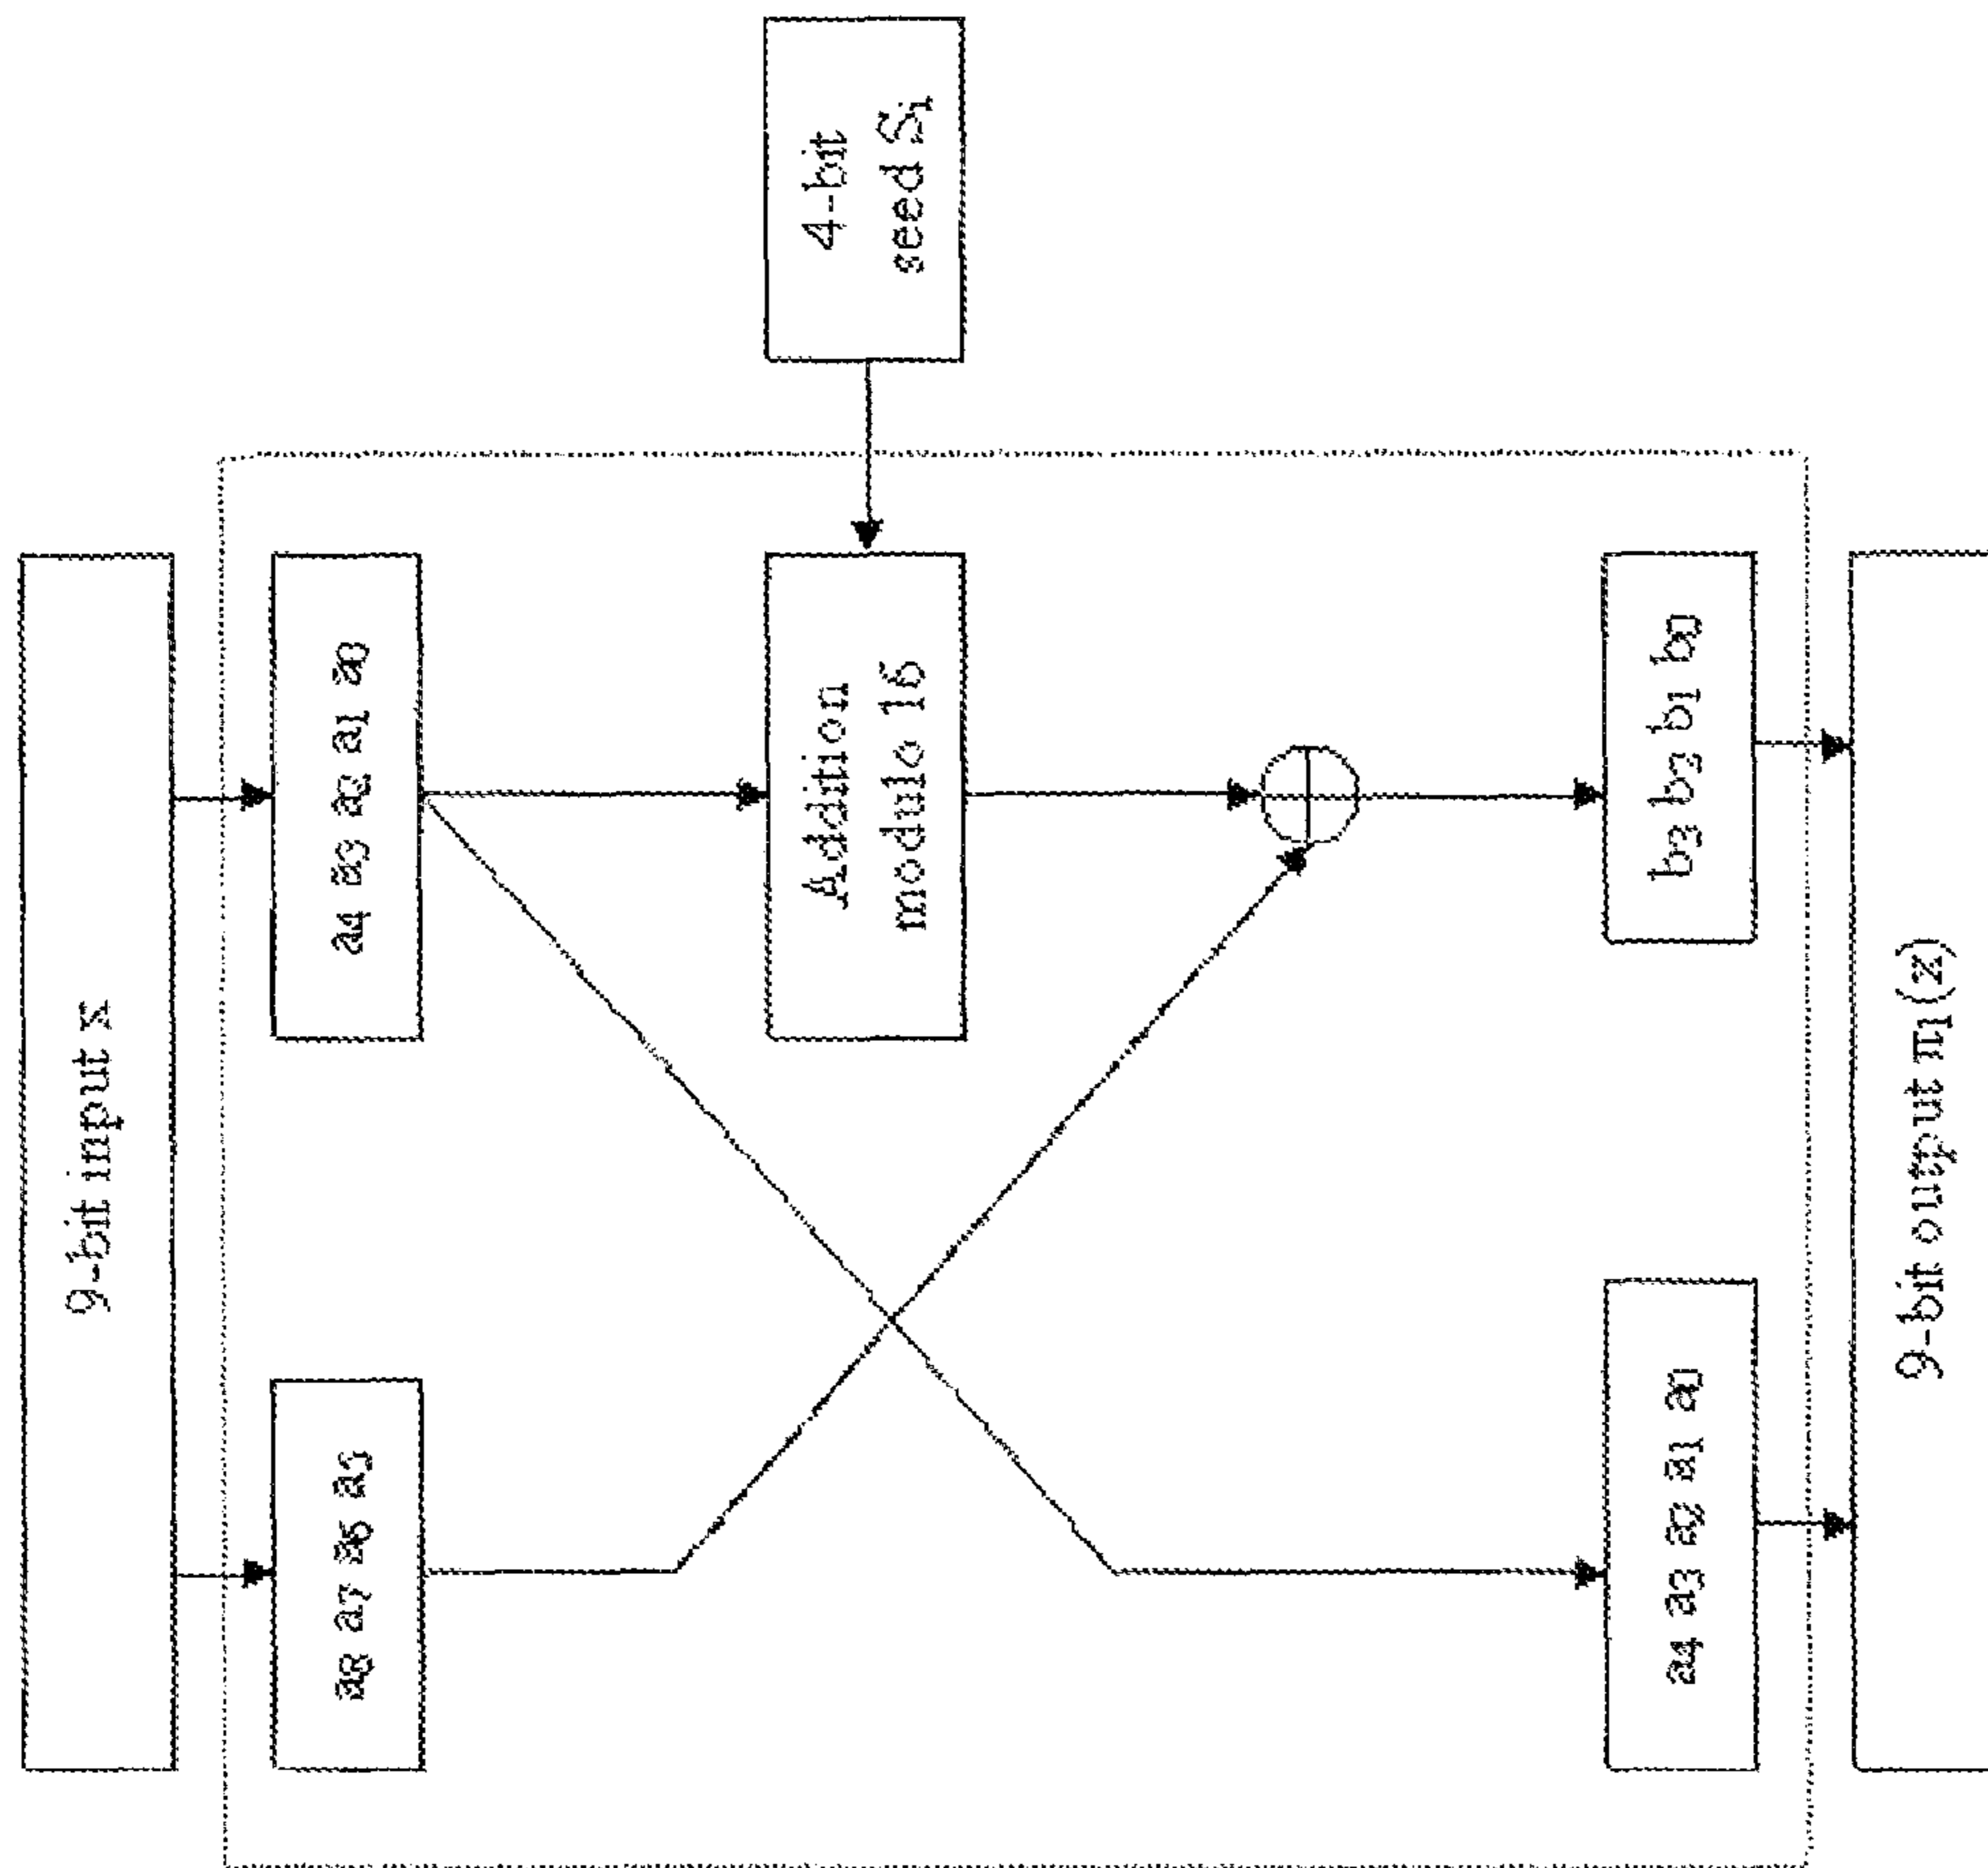 9-bit input x
a8 a7 a6 a5
a4 a3 a2 a1 a0
Addition
modulo 16
4-bit
seed Si
a4 a3 a2 a1 a0
b3 b2 b1 b0
9-bit output πi(x)